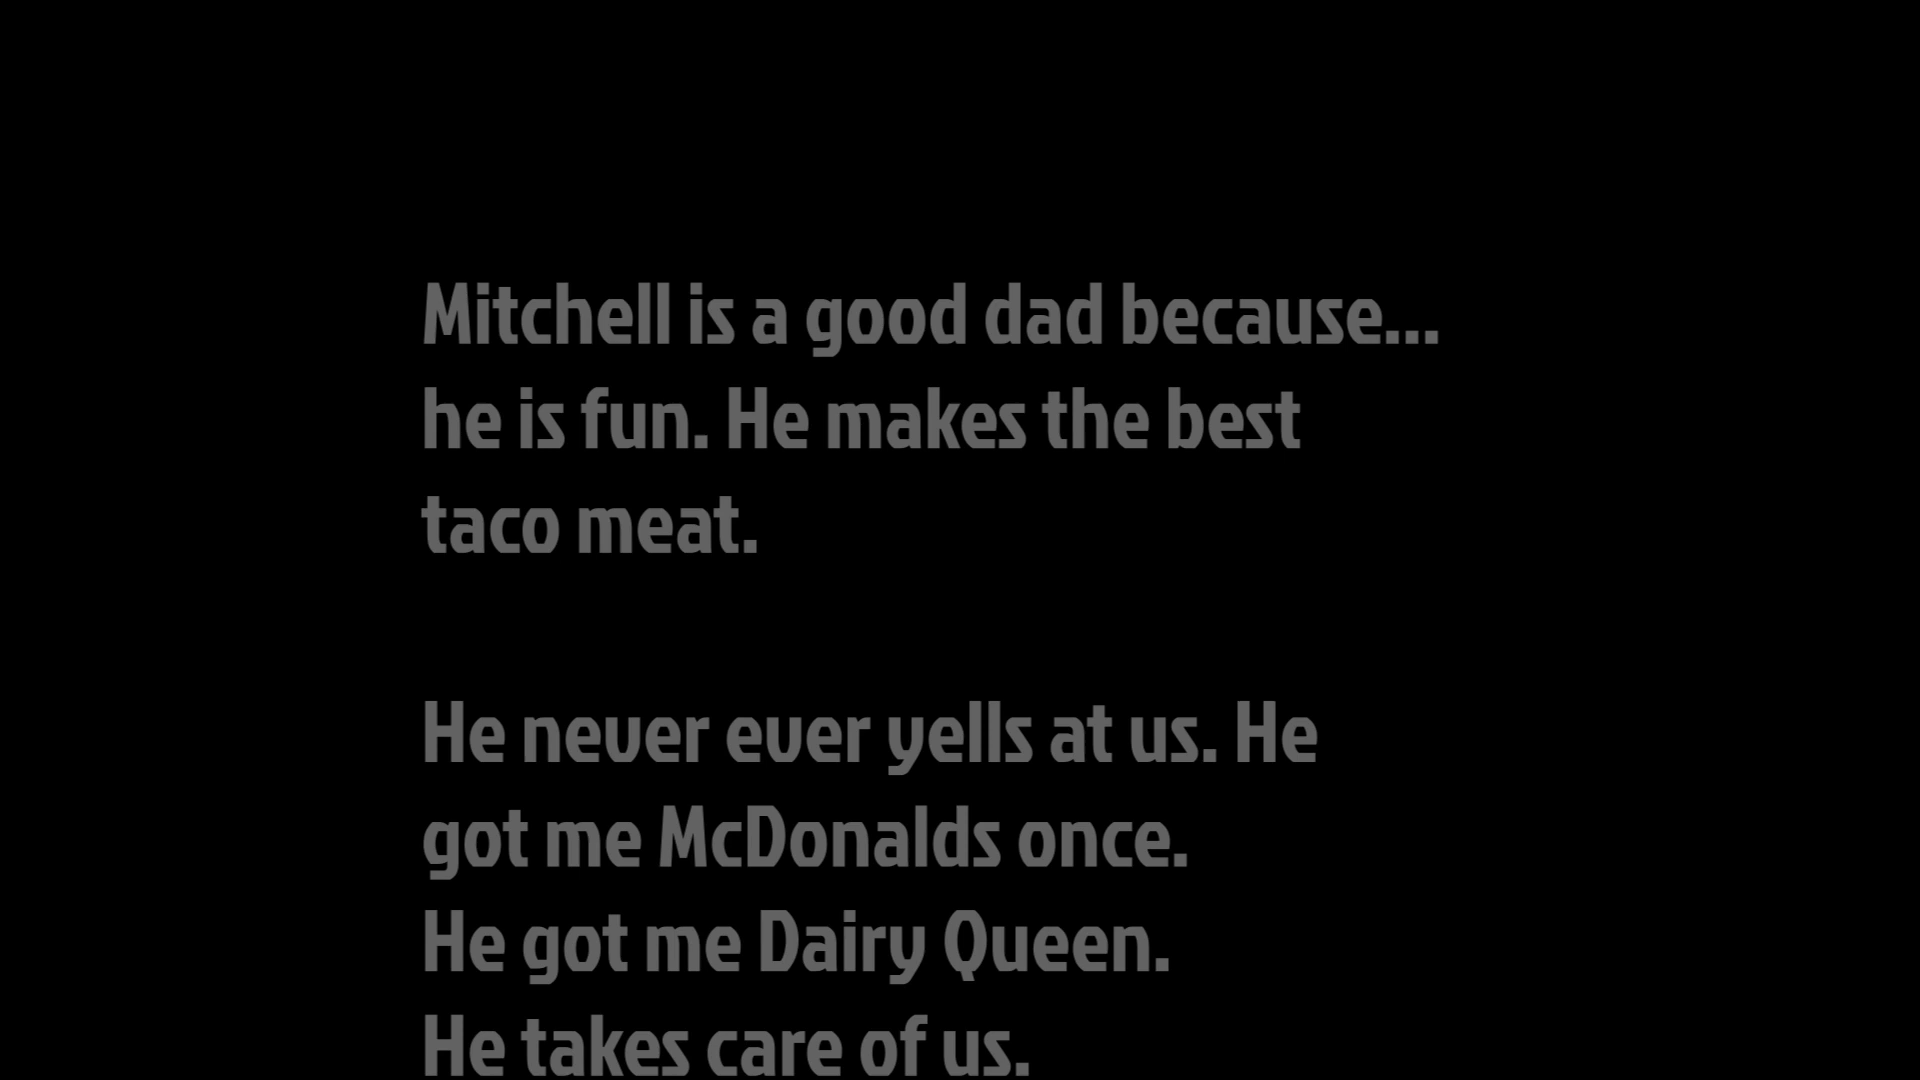 Mitchell is a good dad because...
he is fun. He makes the best
taco meat.
He never ever yells at us. He
got me McDonalds once.
He got me Dairy Queen.
He takes care of us.